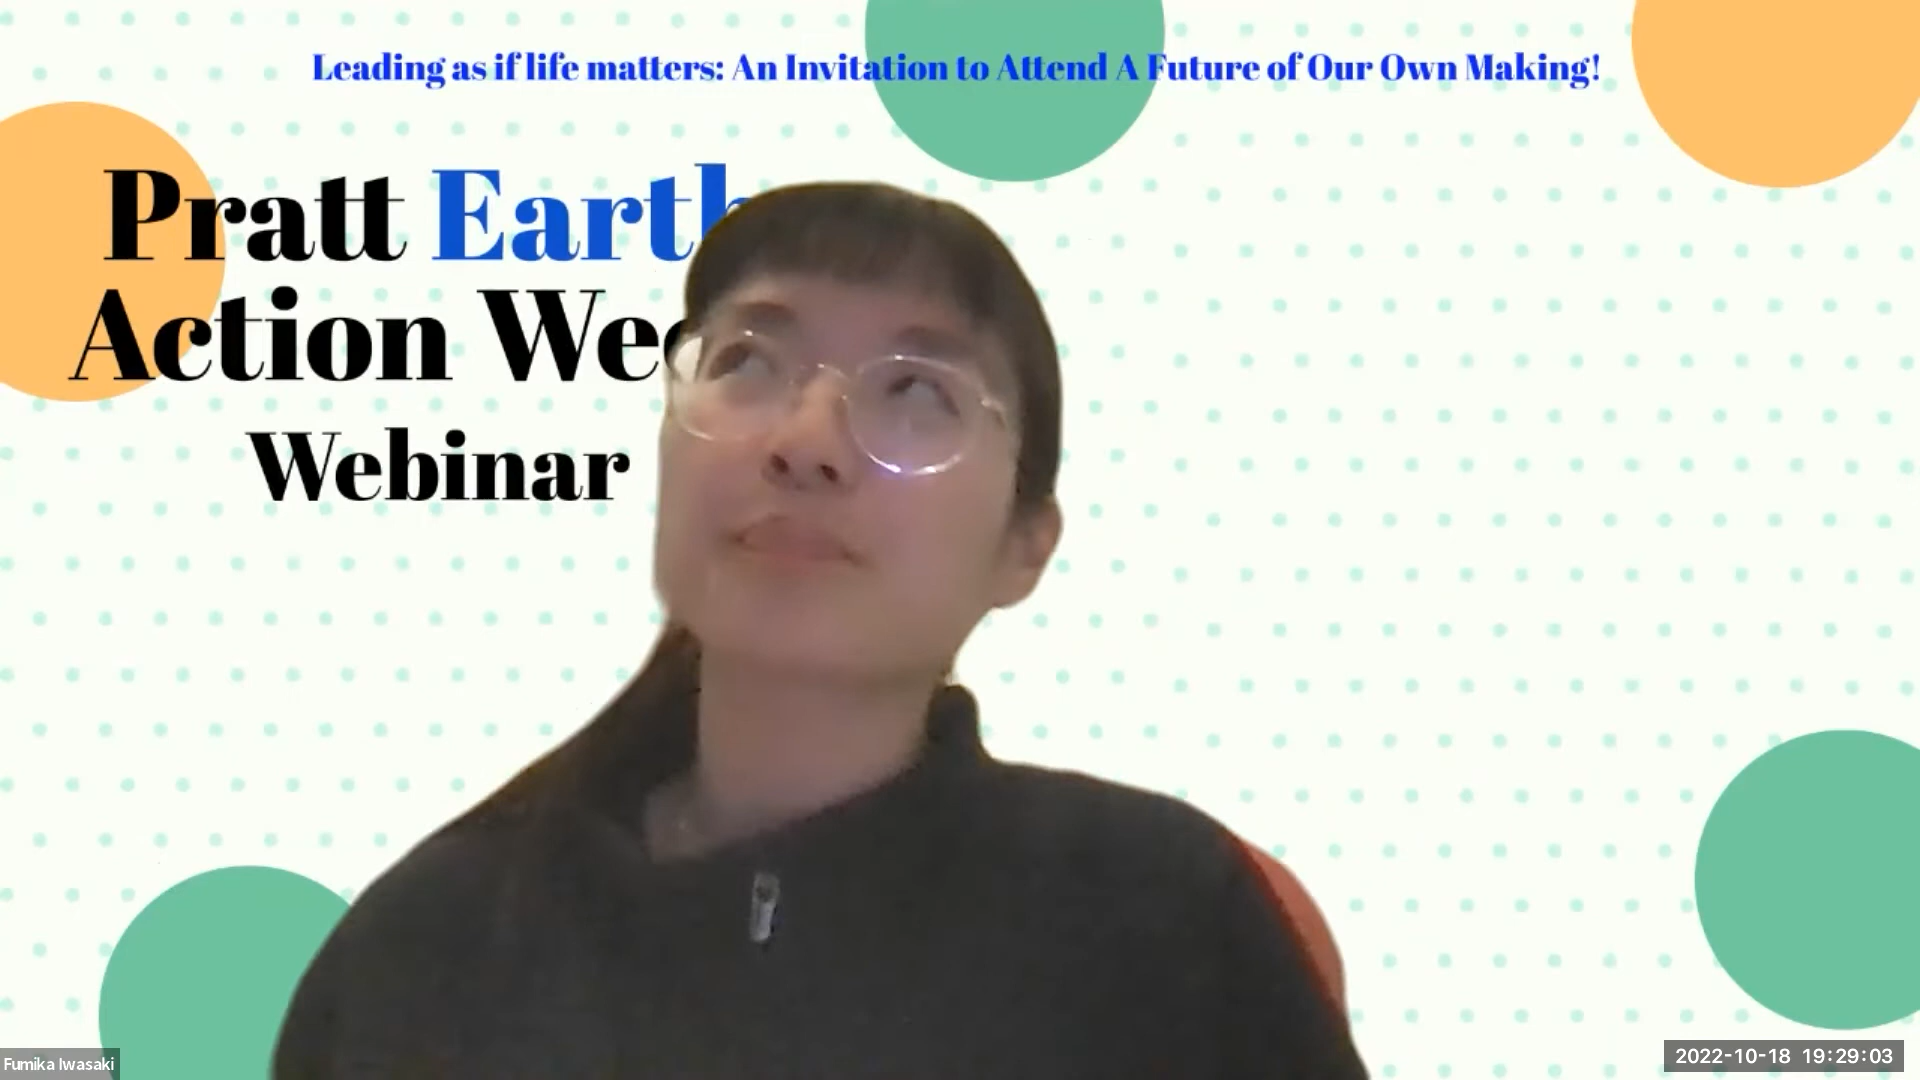 Leading as if life matters: An Invitation to Attend A Future of Our Own Making!
Pratt Earth
Action We
Webinar
Fumika Iwasaki
2022-10-18 19:29:03